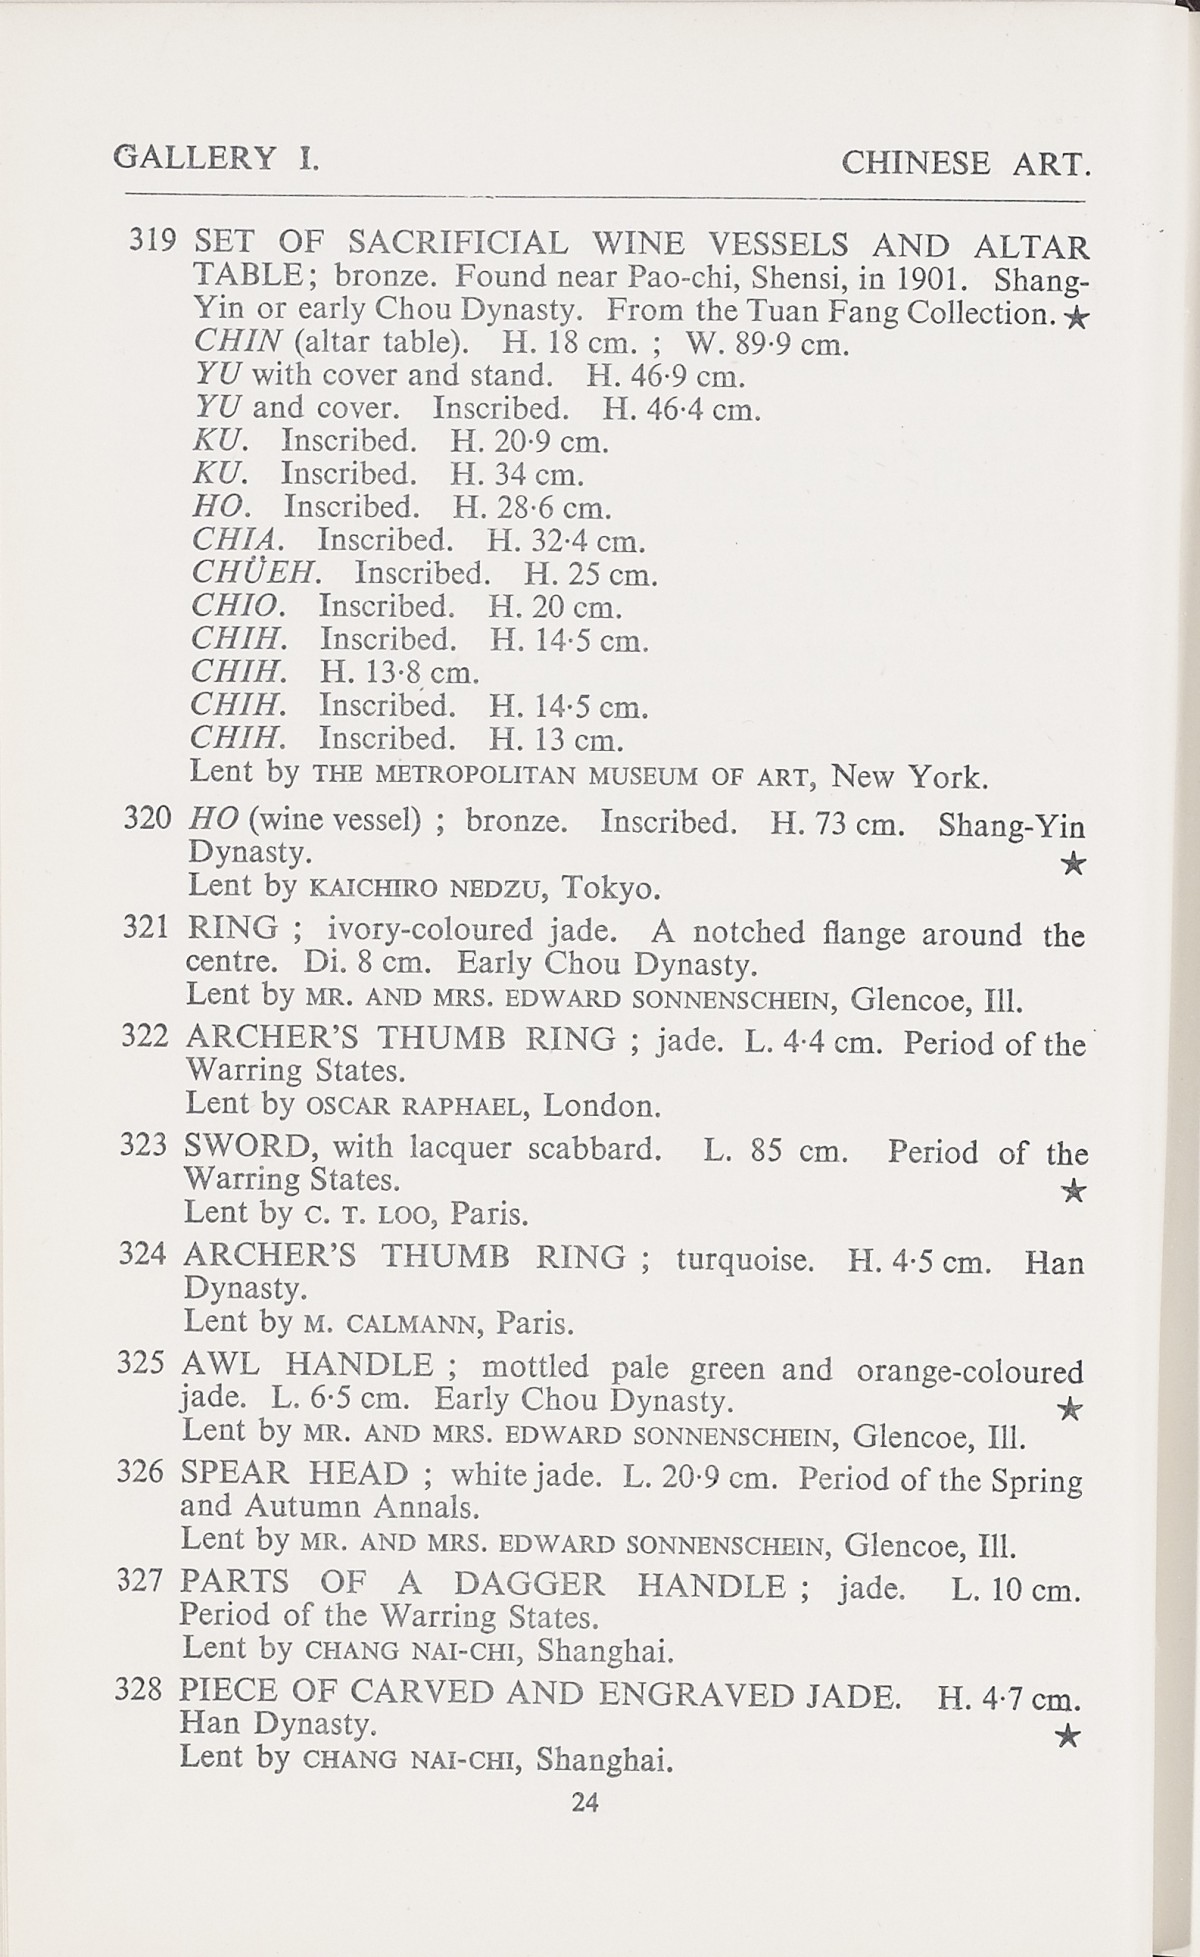 GALLERY I. CHINESE ART.
319 SET OF SACRIFICIAL WINE VESSELS AND ALTAR
TABLE; bronze. Found near Pao-chi, Shensi, in 1901. Shang-
Yin or early Chou Dynasty. From the Tuan Fang Collection. ★
CHIN (altar table). H. 18 cm. ; W. 89·9 cm.
YU with cover and stand. H. 46·9 cm.
YU and cover. Inscribed. H. 46·4 cm.
KU. Inscribed. H. 20·9 cm.
KU. Inscribed. H. 34 cm.
HO. Inscribed. H. 28·6 cm.
CHIA. Inscribed. H. 32·4 cm.
CHÜEH. Inscribed. H. 25 cm.
CHIO. Inscribed. H. 20 cm.
CHIH. Inscribed. H. 14·5 cm.
CHIH. H. 13·8 cm.
CHIH. Inscribed. H. 14·5 cm.
CHIH. Inscribed. H. 13 cm.
Lent by THE METROPOLITAN MUSEUM OF ART, New York.
320 HO (wine vessel) ; bronze. Inscribed. H. 73 cm. Shang-Yin
Dynasty. ★
Lent by KAICHIRO NEDZU, Tokyo.
321 RING ; ivory-coloured jade. A notched flange around the
centre. Di. 8 cm. Early Chou Dynasty.
Lent by MR. AND MRS. EDWARD SONNENSCHEIN, Glencoe, Ill.
322 ARCHER'S THUMB RING ; jade. L. 4·4 cm. Period of the
Warring States.
Lent by OSCAR RAPHAEL, London.
323 SWORD, with lacquer scabbard. L. 85 cm. Period of the
Warring States. ★
Lent by C. T. LOO, Paris.
324 ARCHER'S THUMB RING ; turquoise. H. 4·5 cm. Han
Dynasty.
Lent by M. CALMANN, Paris.
325 AWL HANDLE ; mottled pale green and orange-coloured
jade. L. 6·5 cm. Early Chou Dynasty. ★
Lent by MR. AND MRS. EDWARD SONNENSCHEIN, Glencoe, Ill.
326 SPEAR HEAD ; white jade. L. 20·9 cm. Period of the Spring
and Autumn Annals.
Lent by MR. AND MRS. EDWARD SONNENSCHEIN, Glencoe, Ill.
327 PARTS OF A DAGGER HANDLE ; jade. L. 10 cm.
Period of the Warring States.
Lent by CHANG NAI-CHI, Shanghai.
328 PIECE OF CARVED AND ENGRAVED JADE. H. 4·7 cm.
Han Dynasty. ★
Lent by CHANG NAI-CHI, Shanghai.
24